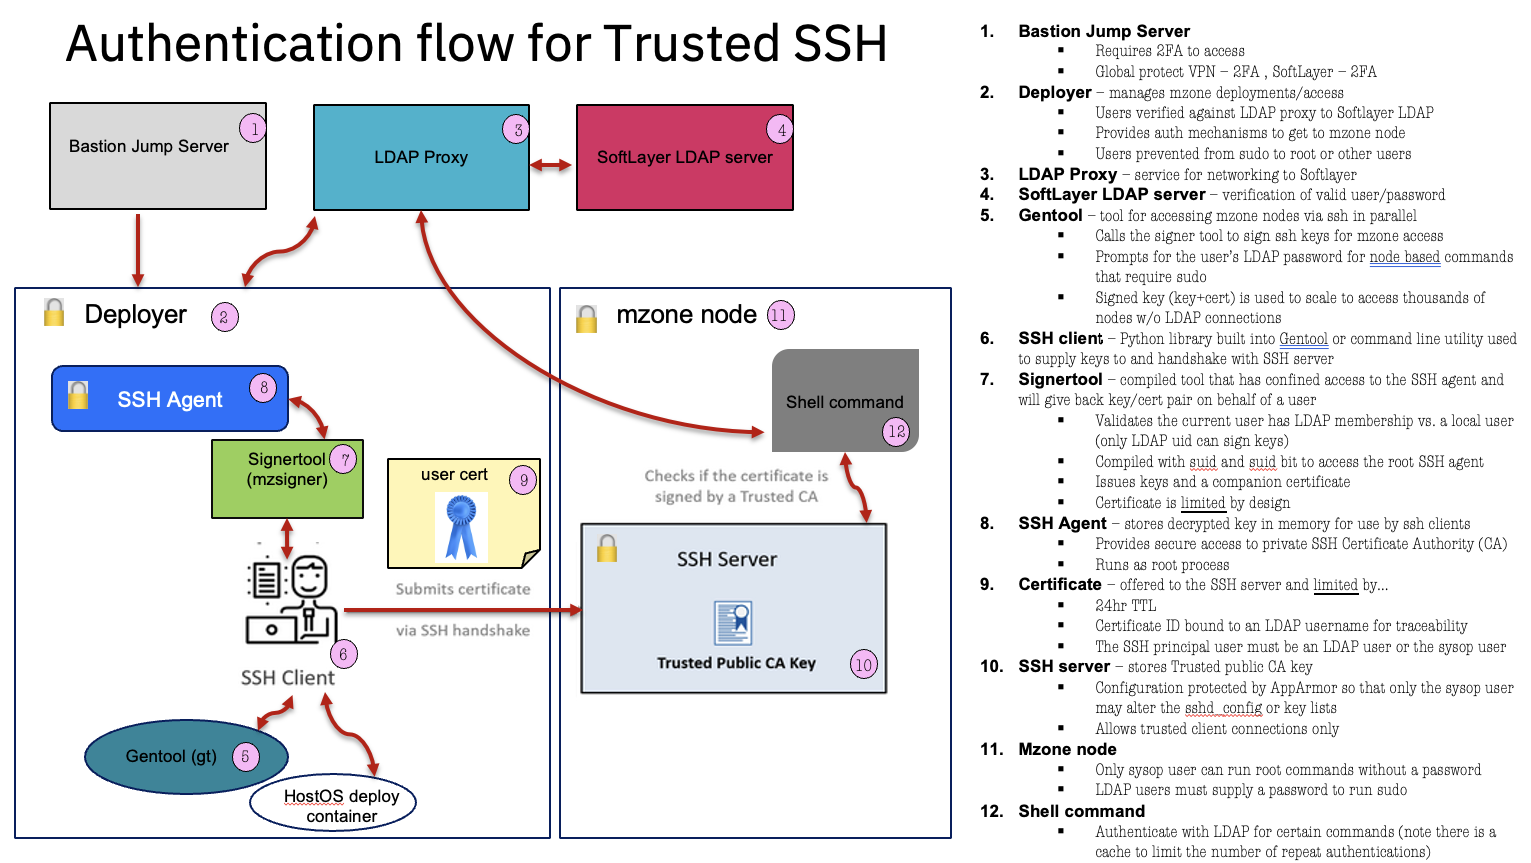 Authentication flow for Trusted SSH
Bastion Jump Server
1
LDAP Proxy
3
SoftLayer LDAP server
4
Deployer
2
mzone node
11
SSH Agent
8
Signertool
(mzsigner)
7
user cert
9
Shell command
12
Checks if the certificate is
signed by a Trusted CA
SSH Server
Trusted Public CA Key
10
Submits certificate
via SSH handshake
6
SSH Client
Gentool (gt)
5
HostOS deploy
container
1. Bastion Jump Server
▪ Requires 2FA to access
▪ Global protect VPN – 2FA , SoftLayer – 2FA
2. Deployer – manages mzone deployments/access
▪ Users verified against LDAP proxy to Softlayer LDAP
▪ Provides auth mechanisms to get to mzone node
▪ Users prevented from sudo to root or other users
3. LDAP Proxy – service for networking to Softlayer
4. SoftLayer LDAP server – verification of valid user/password
5. Gentool – tool for accessing mzone nodes via ssh in parallel
▪ Calls the signer tool to sign ssh keys for mzone access
▪ Prompts for the user's LDAP password for node based commands
that require sudo
▪ Signed key (key+cert) is used to scale to access thousands of
nodes w/o LDAP connections
6. SSH client – Python library built into Gentool or command line utility used
to supply keys to and handshake with SSH server
7. Signertool – compiled tool that has confined access to the SSH agent and
will give back key/cert pair on behalf of a user
▪ Validates the current user has LDAP membership vs. a local user
(only LDAP uid can sign keys)
▪ Compiled with suid and suid bit to access the root SSH agent
▪ Issues keys and a companion certificate
▪ Certificate is limited by design
8. SSH Agent – stores decrypted key in memory for use by ssh clients
▪ Provides secure access to private SSH Certificate Authority (CA)
▪ Runs as root process
9. Certificate – offered to the SSH server and limited by...
▪ 24hr TTL
▪ Certificate ID bound to an LDAP username for traceability
▪ The SSH principal user must be an LDAP user or the sysop user
10. SSH server – stores Trusted public CA key
▪ Configuration protected by AppArmor so that only the sysop user
may alter the sshd_config or key lists
▪ Allows trusted client connections only
11. Mzone node
▪ Only sysop user can run root commands without a password
▪ LDAP users must supply a password to run sudo
12. Shell command
▪ Authenticate with LDAP for certain commands (note there is a
cache to limit the number of repeat authentications)